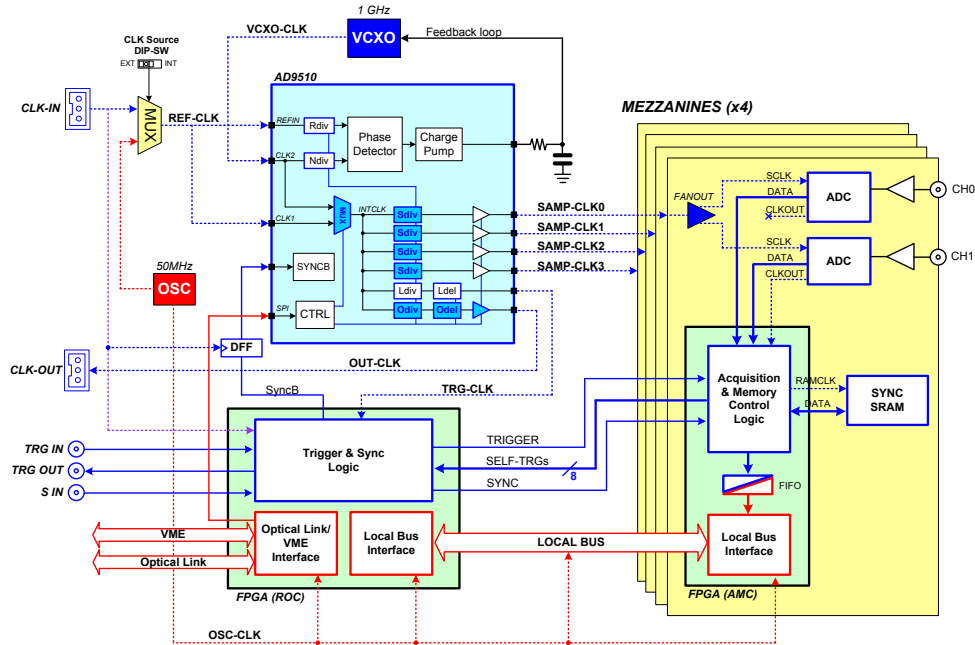 1 GHz
VCXO
VCXO-CLK
Feedback loop
CLK Source
DIP-SW
EXT
INT
CLK-IN
MUX
REF-CLK
AD9510
REFIN
Rdiv
CLK2
Ndiv
Phase
Detector
Charge
Pump
CLK1
MUX
INTCLK
Sdiv
Sdiv
Sdiv
Sdiv
Ldiv
Ldel
Odiv
Odel
SYNCB
SPI
CTRL
SAMP-CLK0
SAMP-CLK1
SAMP-CLK2
SAMP-CLK3
MEZZANINES (x4)
FANOUT
SCLK
DATA
CLKOUT
ADC
CH0
SCLK
DATA
CLKOUT
ADC
CH1
50MHz
OSC
DFF
CLK-OUT
OUT-CLK
SyncB
TRG-CLK
TRG IN
TRG OUT
S IN
Trigger & Sync
Logic
TRIGGER
SELF-TRGs
8
SYNC
Acquisition
& Memory
Control
Logic
RAMCLK
DATA
SYNC
SRAM
FIFO
VME
Optical Link
Optical Link/
VME
Interface
Local Bus
Interface
LOCAL BUS
Local Bus
Interface
FPGA (ROC)
FPGA (AMC)
OSC-CLK